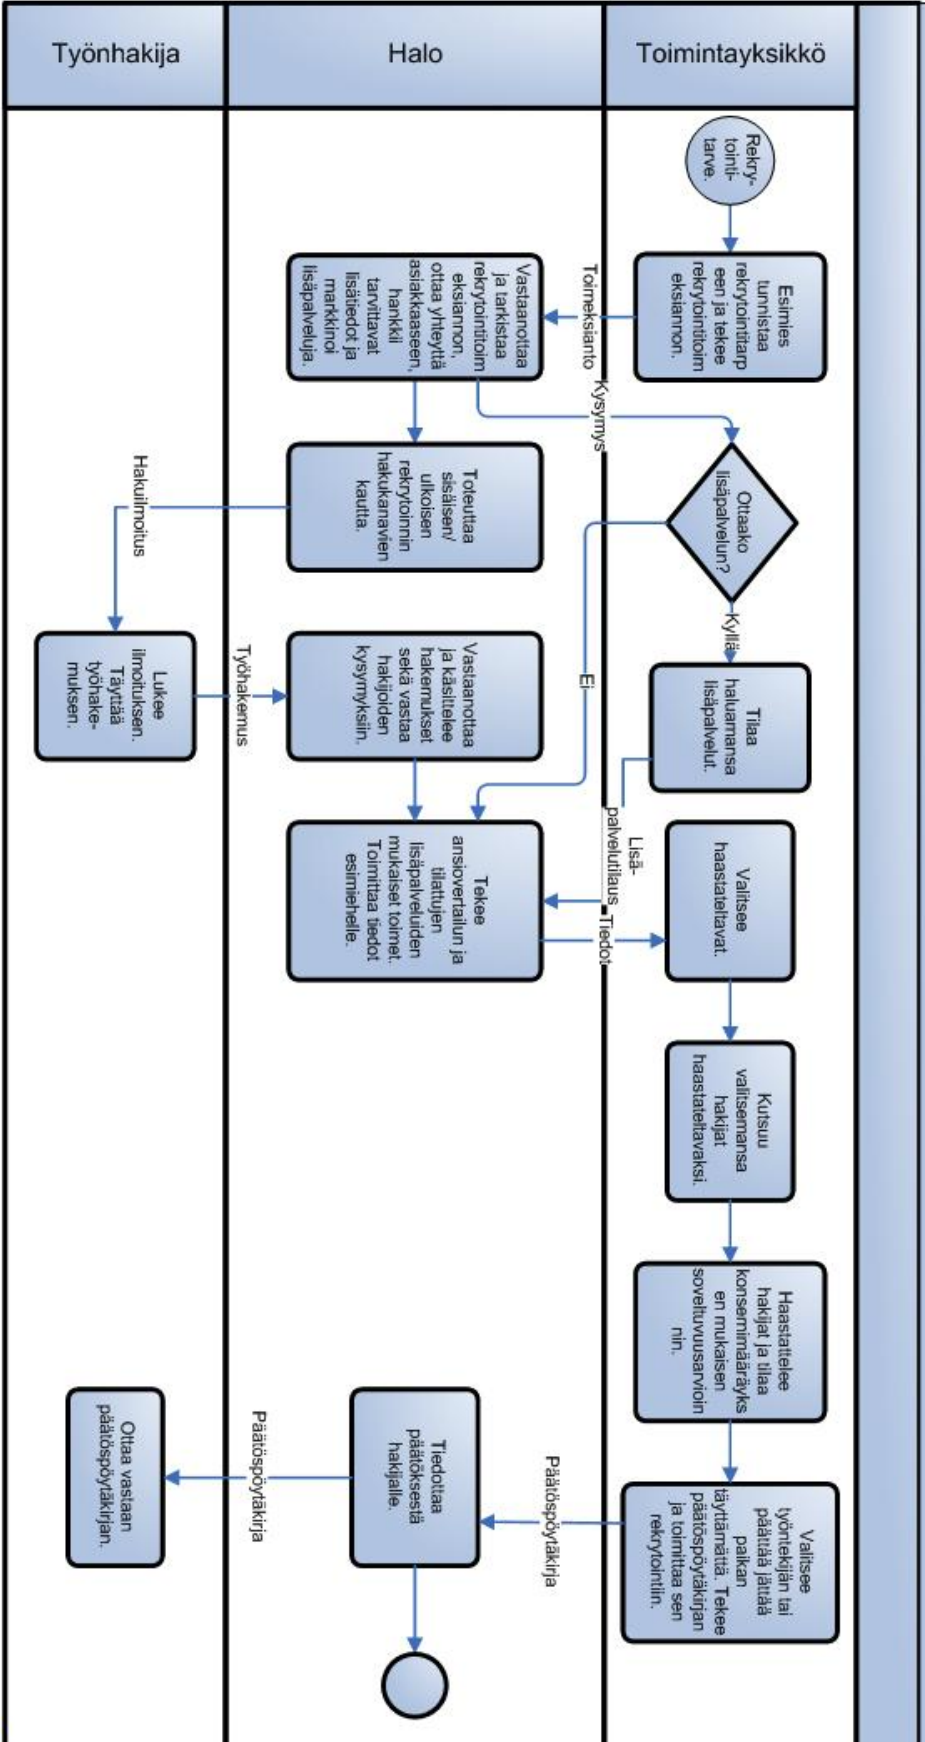 Työnhakija
Halo
Toimintayksikkö
Rekry-
tointi-
tarve.
Esimies
tunnistaa
rekrytointitarp
een ja tekee
rekrytointitoim
eksiannon.
Toimeksianto
Vastaanottaa
ja tarkistaa
rekrytointitoim
eksiannon,
ottaa yhteyttä
asiakkaaseen,
hankkii
tarvittavat
lisätiedot ja
markkinoi
lisäpalveluja.
Kysymys
Ottaako
lisäpalvelun?
Kyllä
Ei
Tilaa
haluamansa
lisäpalvelut.
Lisä-
palvelutilaus
Toteuttaa
sisäisen/
ulkoisen
rekrytoinnin
hakukanavien
kautta.
Hakuilmoitus
Lukee
ilmoituksen.
Täyttää
työhake-
muksen.
Työhakemus
Vastaanottaa
ja käsittelee
hakemukset
sekä vastaa
hakijoiden
kysymyksiin.
Tekee
ansiovertailun ja
tilattujen
lisäpalveluiden
mukaiset toimet.
Toimittaa tiedot
esimiehelle.
Tiedot
Valitsee
haastateltavat.
Kutsuu
valitsemansa
hakijat
haastateltavaksi.
Haastattelee
hakijat ja tilaa
konsernimääräyks
en mukaisen
soveltuvuusarvioin
nin.
Valitsee
työntekijän tai
päättää jättää
paikan
täyttämättä. Tekee
päätöspöytäkirjan
ja toimittaa sen
rekrytointiin.
Päätöspöytäkirja
Tiedottaa
päätöksestä
hakijalle.
Päätöspöytäkirja
Ottaa vastaan
päätöspöytäkirjan.